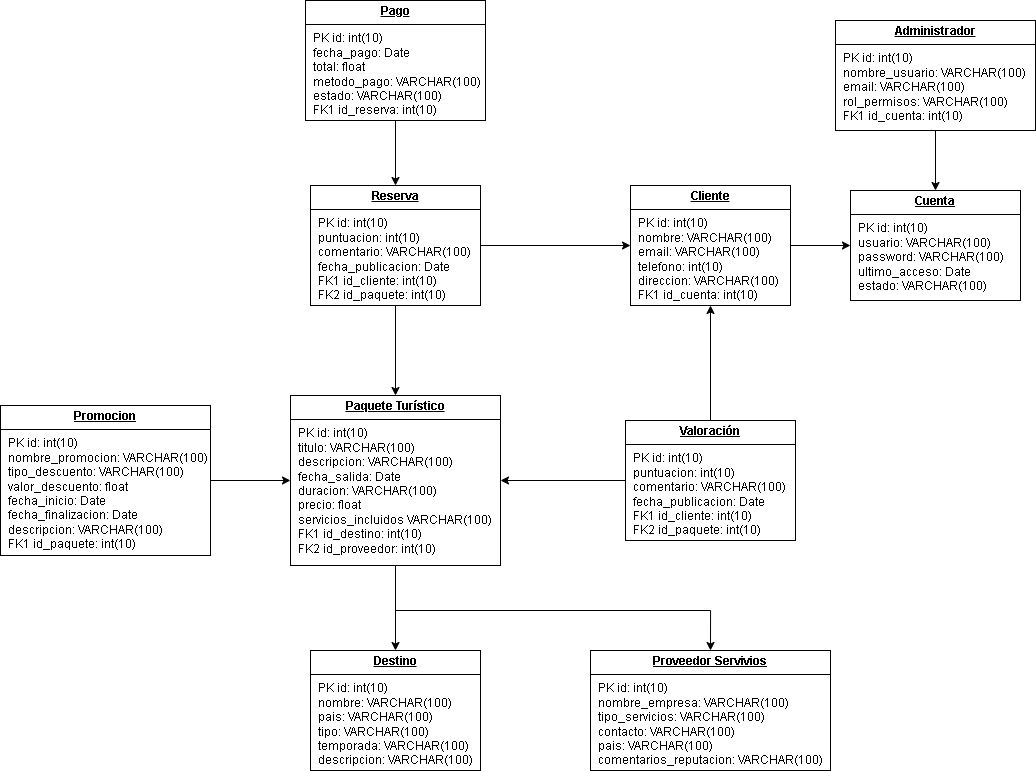 Pago
PK id: int(10)
fecha_pago: Date
total: float
metodo_pago: VARCHAR(100)
estado: VARCHAR(100)
FK1 id_reserva: int(10)
Administrador
PK id: int(10)
nombre_usuario: VARCHAR(100)
email: VARCHAR(100)
rol_permisos: VARCHAR(100)
FK1 id_cuenta: int(10)
Reserva
PK id: int(10)
puntuacion: int(10)
comentario: VARCHAR(100)
fecha_publicacion: Date
FK1 id_cliente: int(10)
FK2 id_paquete: int(10)
Cliente
PK id: int(10)
nombre: VARCHAR(100)
email: VARCHAR(100)
telefono: int(10)
direccion: VARCHAR(100)
FK1 id_cuenta: int(10)
Cuenta
PK id: int(10)
usuario: VARCHAR(100)
password: VARCHAR(100)
ultimo_acceso: Date
estado: VARCHAR(100)
Promocion
PK id: int(10)
nombre_promocion: VARCHAR(100)
tipo_descuento: VARCHAR(100)
valor_descuento: float
fecha_inicio: Date
fecha_finalizacion: Date
descripcion: VARCHAR(100)
FK1 id_paquete: int(10)
Paquete Turístico
PK id: int(10)
titulo: VARCHAR(100)
descripcion: VARCHAR(100)
fecha_salida: Date
duracion: VARCHAR(100)
precio: float
servicios_incluidos VARCHAR(100)
FK1 id_destino: int(10)
FK2 id_proveedor: int(10)
Valoración
PK id: int(10)
puntuacion: int(10)
comentario: VARCHAR(100)
fecha_publicacion: Date
FK1 id_cliente: int(10)
FK2 id_paquete: int(10)
Destino
PK id: int(10)
nombre: VARCHAR(100)
pais: VARCHAR(100)
tipo: VARCHAR(100)
temporada: VARCHAR(100)
descripcion: VARCHAR(100)
Proveedor Servivios
PK id: int(10)
nombre_empresa: VARCHAR(100)
tipo_servicios: VARCHAR(100)
contacto: VARCHAR(100)
pais: VARCHAR(100)
comentarios_reputacion: VARCHAR(100)